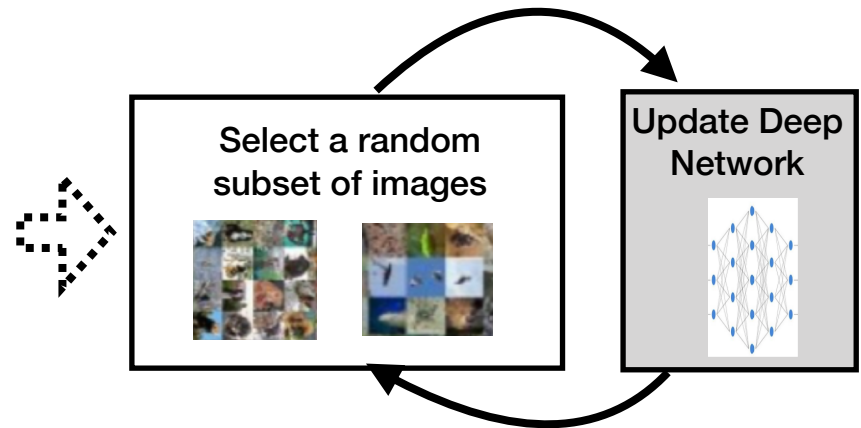 Select a random
subset of images
Update Deep
Network